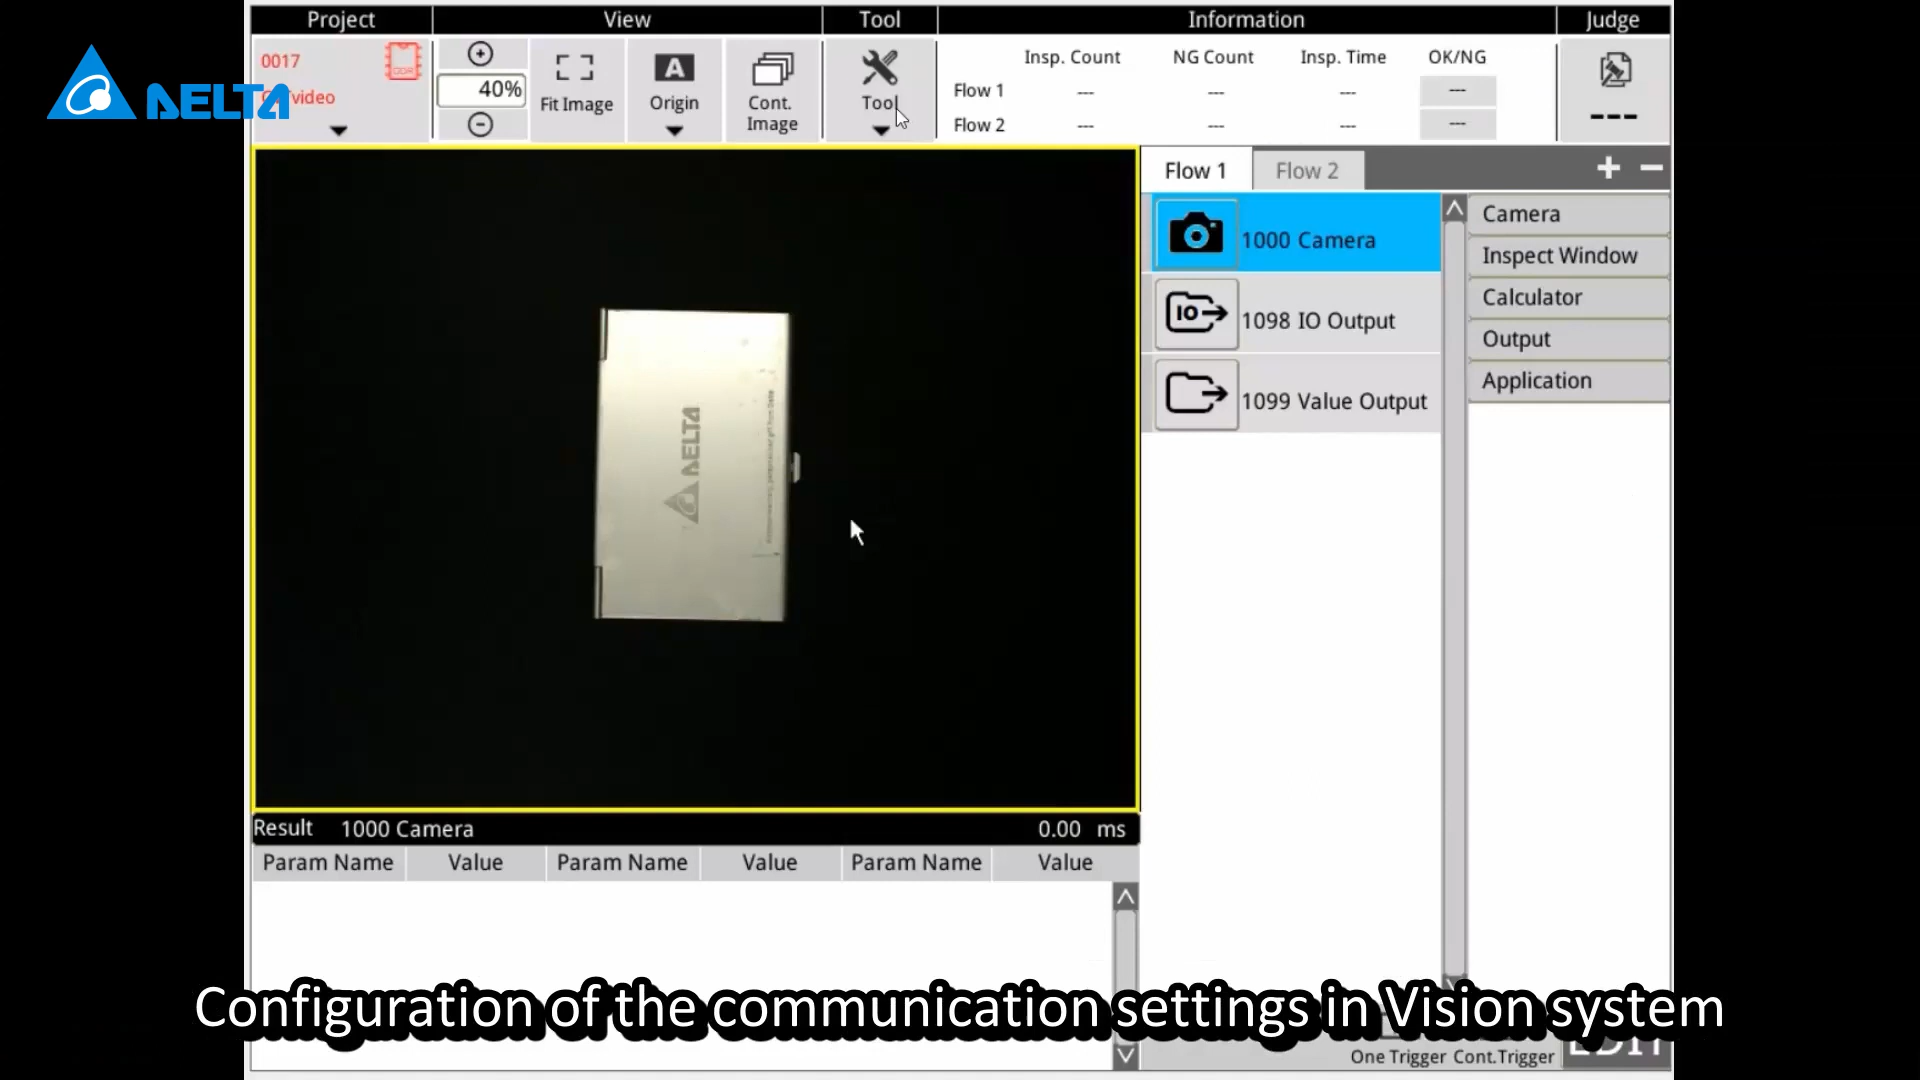 Project
View
Tool
Information
Judge
0017
video
DELTA
40%
Fit Image
A
Origin
Cont.
Image
Tool
Insp. Count
NG Count
Insp. Time
OK/NG
Flow 1
---
---
---
---
Flow 2
---
---
---
---
---
Flow 1
Flow 2
1000 Camera
IO
1098 IO Output
1099 Value Output
Camera
Inspect Window
Calculator
Output
Application
DELTA
Result
1000 Camera
0.00 ms
Param Name
Value
Param Name
Value
Param Name
Value
Configuration of the communication settings in Vision system
One Trigger
Cont.Trigger
EDIT